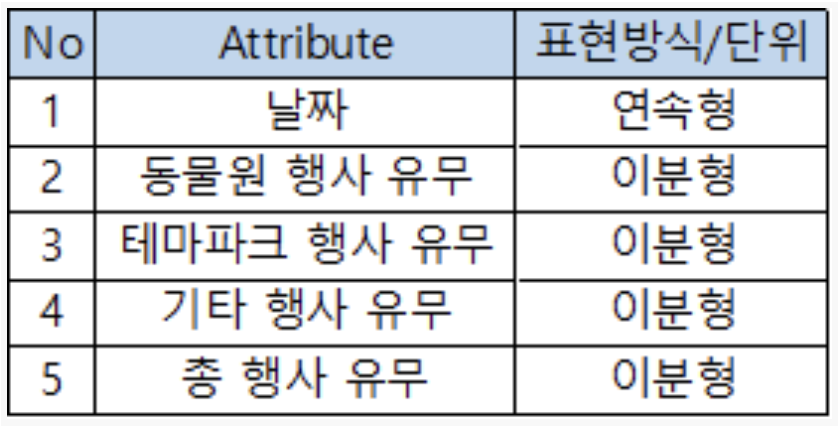 No Attribute 표현방식/단위
1 날짜 연속형
2 동물원 행사 유무 이분형
3 테마파크 행사 유무 이분형
4 기타 행사 유무 이분형
5 총 행사 유무 이분형